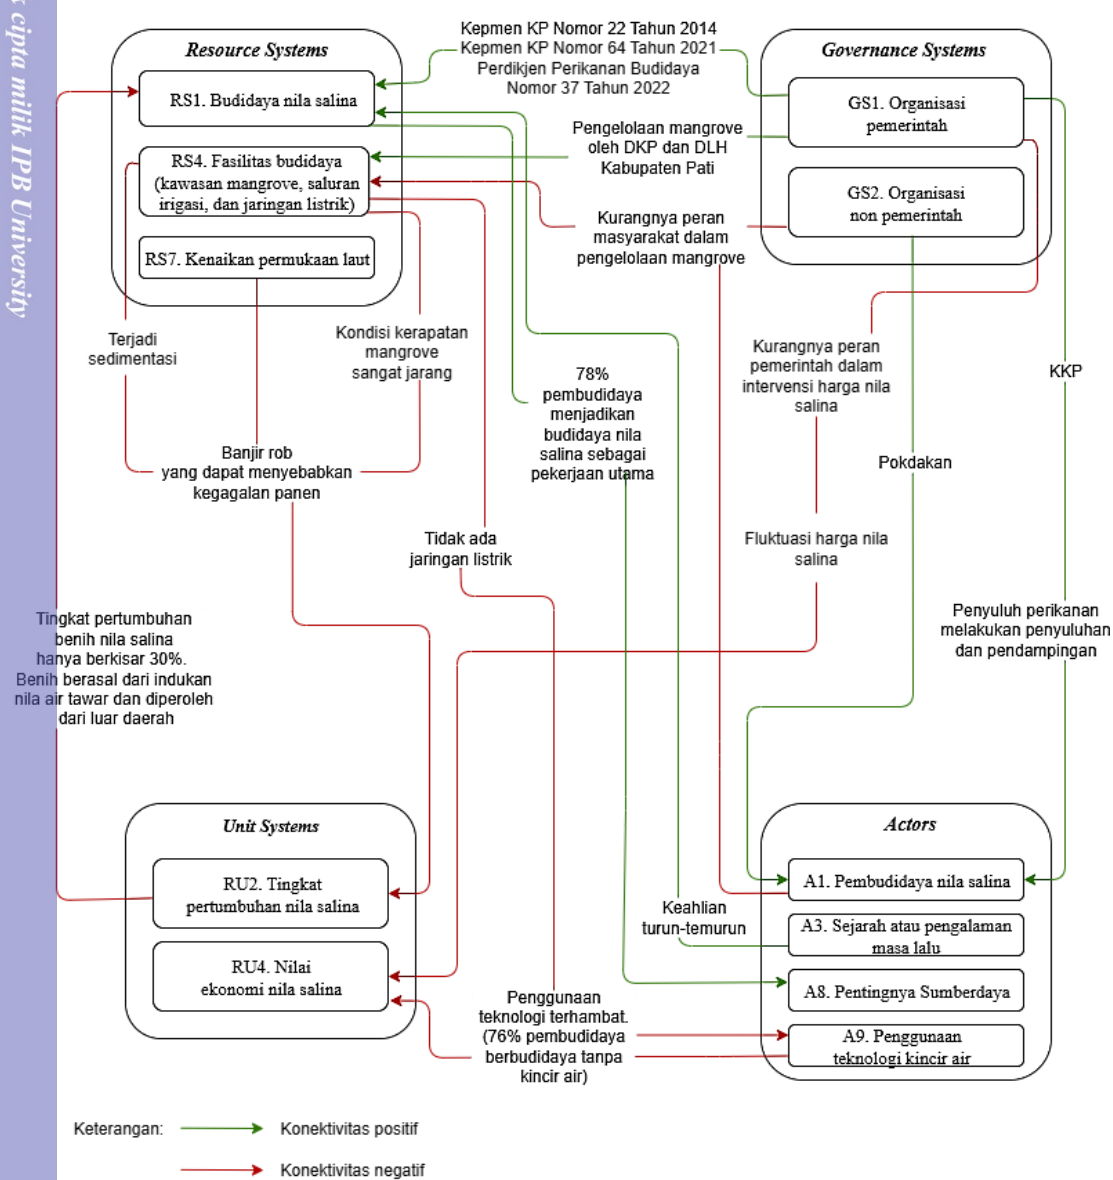 k cipta milik IPB University
Kepmen KP Nomor 22 Tahun 2014
Kepmen KP Nomor 64 Tahun 2021
Perdikjen Perikanan Budidaya
Nomor 37 Tahun 2022
Resource Systems
RS1. Budidaya nila salina
RS4. Fasilitas budidaya
(kawasan mangrove, saluran
irigasi, dan jaringan listrik)
RS7. Kenaikan permukaan laut
Governance Systems
GS1. Organisasi
pemerintah
GS2. Organisasi
non pemerintah
Pengelolaan mangrove
oleh DKP dan DLH
Kabupaten Pati
Kurangnya peran
masyarakat dalam
pengelolaan mangrove
Terjadi
sedimentasi
Kondisi kerapatan
mangrove
sangat jarang
78%
pembudidaya
menjadikan
budidaya nila
salina sebagai
pekerjaan utama
Kurangnya peran
pemerintah dalam
intervensi harga nila
salina
KKP
Banjir rob
yang dapat menyebabkan
kegagalan panen
Pokdakan
Tidak ada
jaringan listrik
Fluktuasi harga nila
salina
Tingkat pertumbuhan
benih nila salina
hanya berkisar 30%.
Benih berasal dari indukan
nila air tawar dan diperoleh
dari luar daerah
Penyuluh perikanan
melakukan penyuluhan
dan pendampingan
Unit Systems
RU2. Tingkat
pertumbuhan nila salina
RU4. Nilai
ekonomi nila salina
Actors
A1. Pembudidaya nila salina
A3. Sejarah atau pengalaman
masa lalu
A8. Pentingnya Sumberdaya
A9. Penggunaan
teknologi kincir air
Keahlian
turun-temurun
Penggunaan
teknologi terhambat.
(76% pembudidaya
berbudidaya tanpa
kincir air)
Keterangan:
Konektivitas positif
Konektivitas negatif